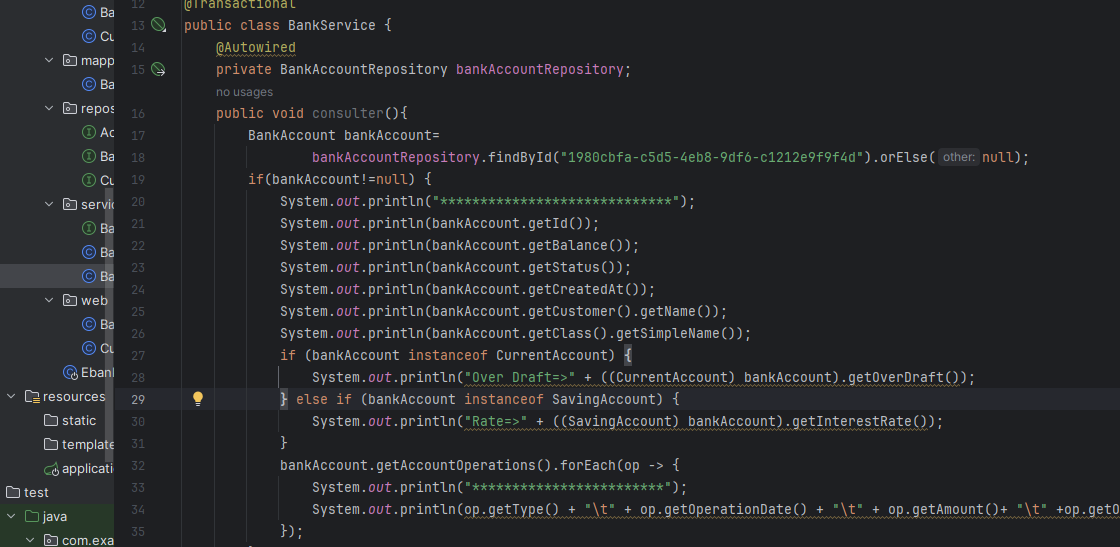 Ba
Cu
mapp
Ba
repos
Ac
Ba
Cu
servic
Ba
Ba
Ba
web
Ba
Cu
Eban
resources
static
template
applicati
test
java
com.exa
12 @Transactional
13 public class BankService {
14 @Autowired
15 private BankAccountRepository bankAccountRepository;
no usages
16 public void consulter(){
17 BankAccount bankAccount=
18 bankAccountRepository.findById("1980cbfa-c5d5-4eb8-9df6-c1212e9f9f4d").orElse( other: null);
19 if(bankAccount!=null) {
20 System.out.println("*****************************");
21 System.out.println(bankAccount.getId());
22 System.out.println(bankAccount.getBalance());
23 System.out.println(bankAccount.getStatus());
24 System.out.println(bankAccount.getCreatedAt());
25 System.out.println(bankAccount.getCustomer().getName());
26 System.out.println(bankAccount.getClass().getSimpleName());
27 if (bankAccount instanceof CurrentAccount) {
28 System.out.println("Over Draft=>" + ((CurrentAccount) bankAccount).getOverDraft());
29 } else if (bankAccount instanceof SavingAccount) {
30 System.out.println("Rate=>" + ((SavingAccount) bankAccount).getInterestRate());
31 }
32 bankAccount.getAccountOperations().forEach(op -> {
33 System.out.println("************************");
34 System.out.println(op.getType() + "\t" + op.getOperationDate() + "\t" + op.getAmount()+ "\t" +op.getO
35 });